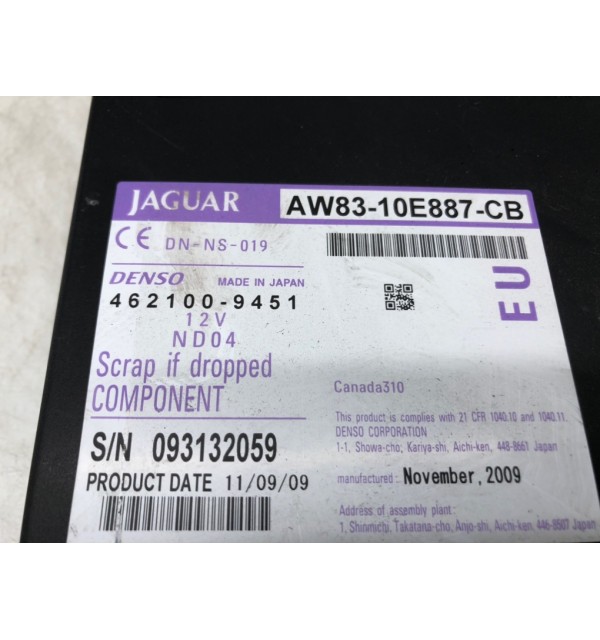 JAGUAR AW83-10E887-CB
CE DN-NS-019
DENSO MADE IN JAPAN
462100-9451
12V
ND04
EU
Scrap if dropped
COMPONENT
Canada310
This product is complies with 21 CFR 1040.10 and 1040.11.
DENSO CORPORATION
1-1, Showa-cho, Kariya-shi, Aichi-ken, 448-8661 Japan
S/N 093132059
manufactured: November, 2009
PRODUCT DATE 11/09/09
Address of assembly plant:
1, Shinmichi, Takatana-cho, Anjo-shi, Aichi-ken, 446-8507 Japan